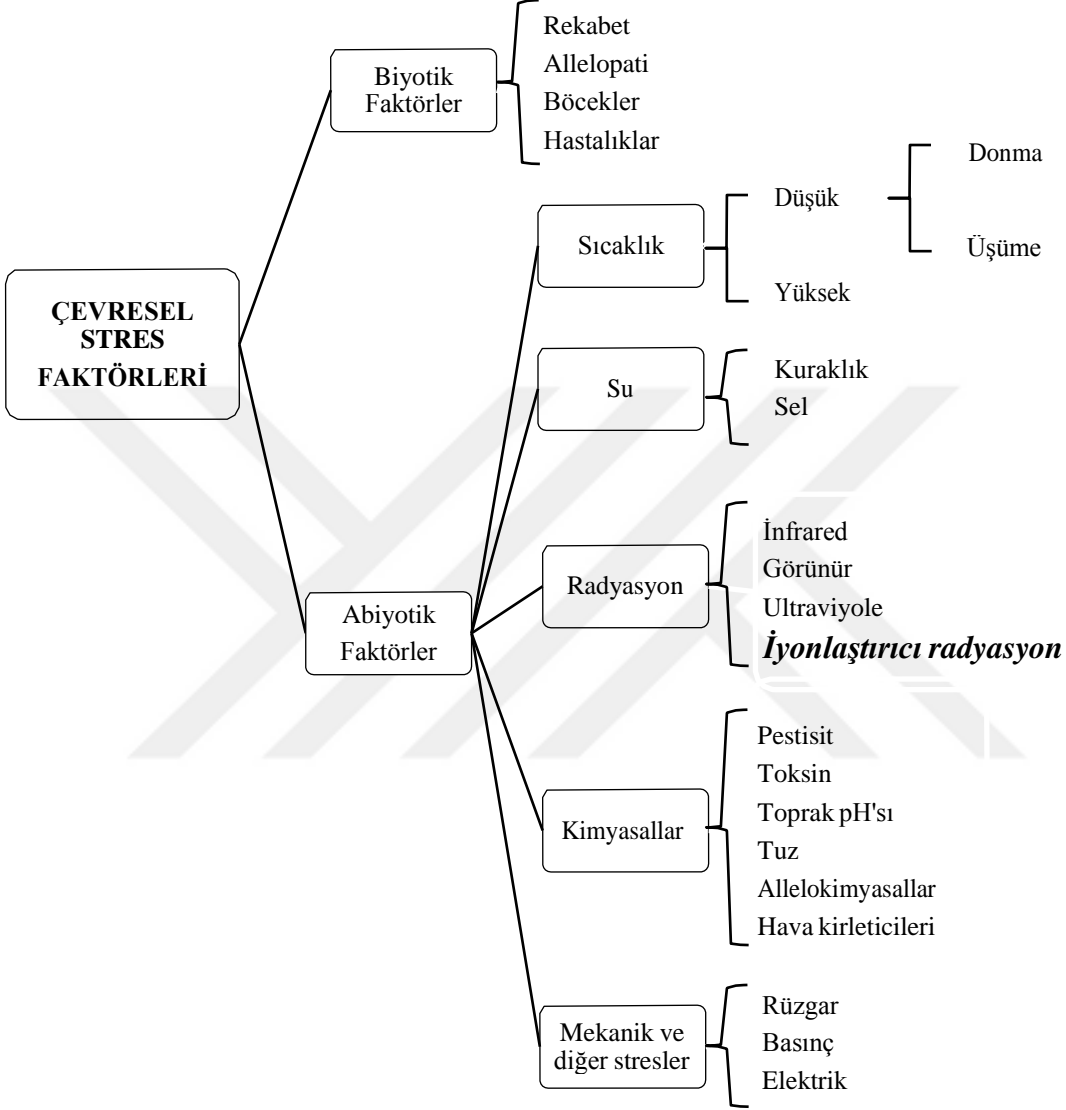 ÇEVRESEL
STRES
FAKTÖRLERİ
Biyotik
Faktörler
Rekabet
Allelopati
Böcekler
Hastalıklar
Abiyotik
Faktörler
Sıcaklık
Düşük
Donma
Üşüme
Yüksek
Su
Kuraklık
Sel
Radyasyon
İnfrared
Görünür
Ultraviyole
İyonlaştırıcı radyasyon
Kimyasallar
Pestisit
Toksin
Toprak pH'sı
Tuz
Allelokimyasallar
Hava kirleticileri
Mekanik ve
diğer stresler
Rüzgar
Basınç
Elektrik